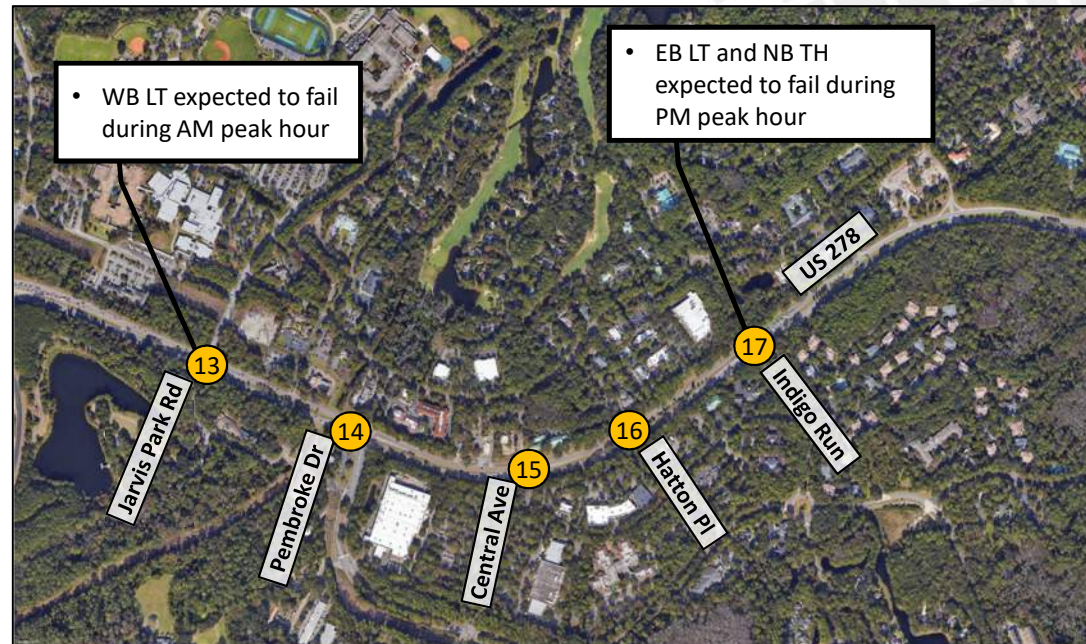 • WB LT expected to fail
during AM peak hour
• EB LT and NB TH
expected to fail during
PM peak hour
US 278
13
Jarvis Park Rd
14
Pembroke Dr
15
Central Ave
16
Hatton Pl
17
Indigo Run